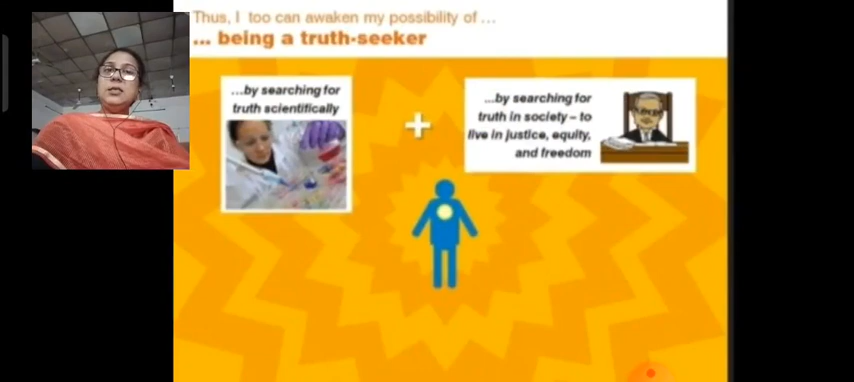 Thus, I too can awaken my possibility of ...
... being a truth-seeker
...by searching for
truth scientifically
+
...by searching for
truth in society – to
live in justice, equity,
and freedom